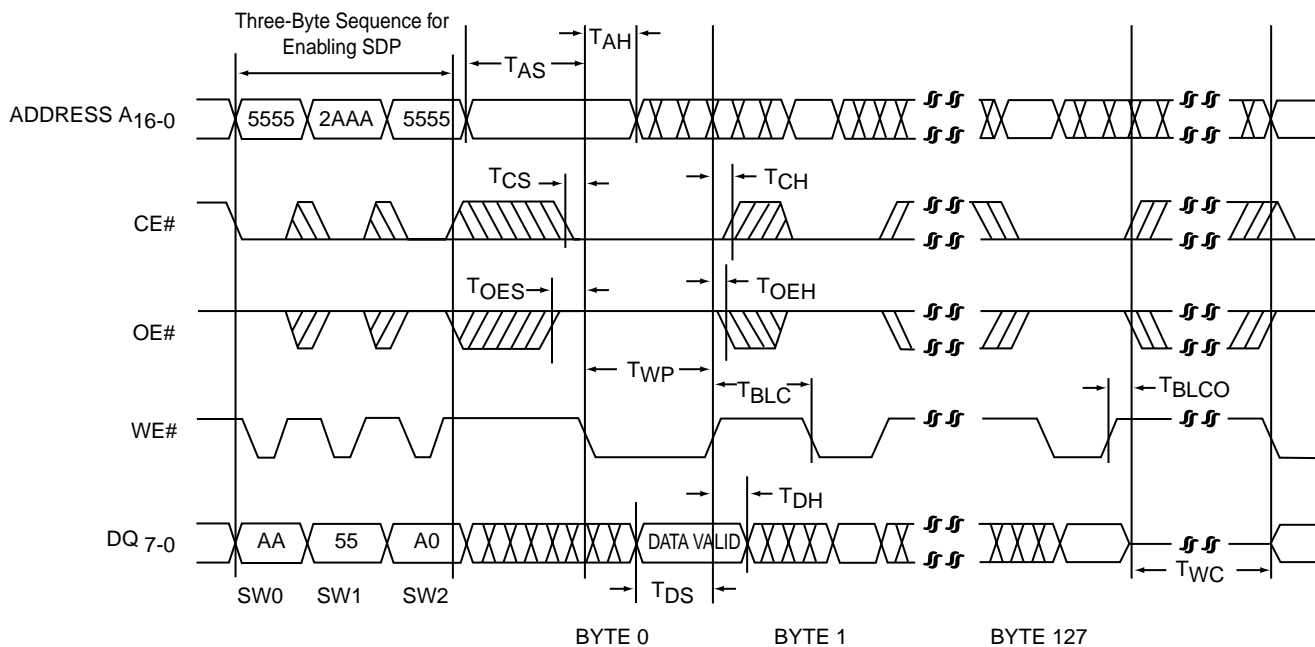 Three-Byte Sequence for
Enabling SDP
TAH
TAS
ADDRESS A16-0
5555
2AAA
5555
TCS
TCH
CE#
TOES
TOEH
OE#
TWP
TBLC
TBLCO
WE#
TDH
DQ 7-0
AA
55
A0
DATA VALID
TWC
SW0
SW1
SW2
TDS
BYTE 0
BYTE 1
BYTE 127